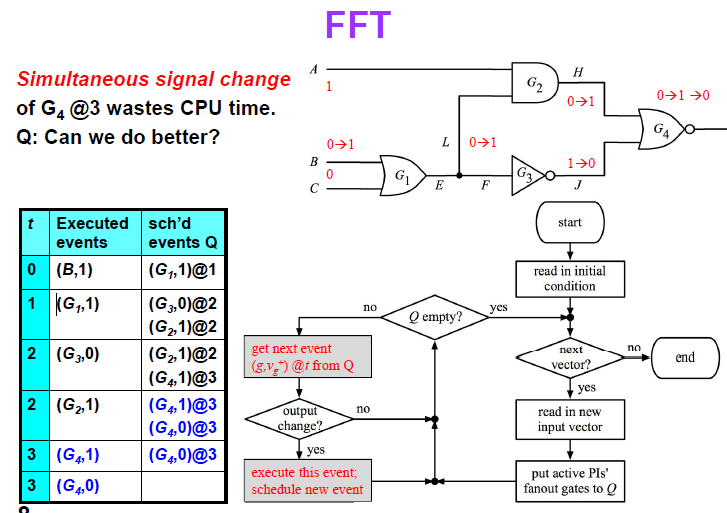 FFT
Simultaneous signal change
of G4 @3 wastes CPU time.
Q: Can we do better?
A
1
G2
H
0→1
0→1 →0
G4
0→1
L
0→1
B
0
C
G1
E
F
G3
1→0
J
t
Executed events
sch'd events Q
0
(B,1)
(G1,1)@1
1
(G1,1)
(G3,0)@2
(G2,1)@2
2
(G3,0)
(G2,1)@2
(G4,1)@3
2
(G2,1)
(G4,1)@3
(G4,0)@3
3
(G4,1)
(G4,0)@3
3
(G4,0)
start
read in initial
condition
no
Q empty?
yes
get next event
(g,vg+) @t from Q
next
vector?
no
end
output
change?
no
yes
yes
read in new
input vector
execute this event;
schedule new event
put active PIs'
fanout gates to Q